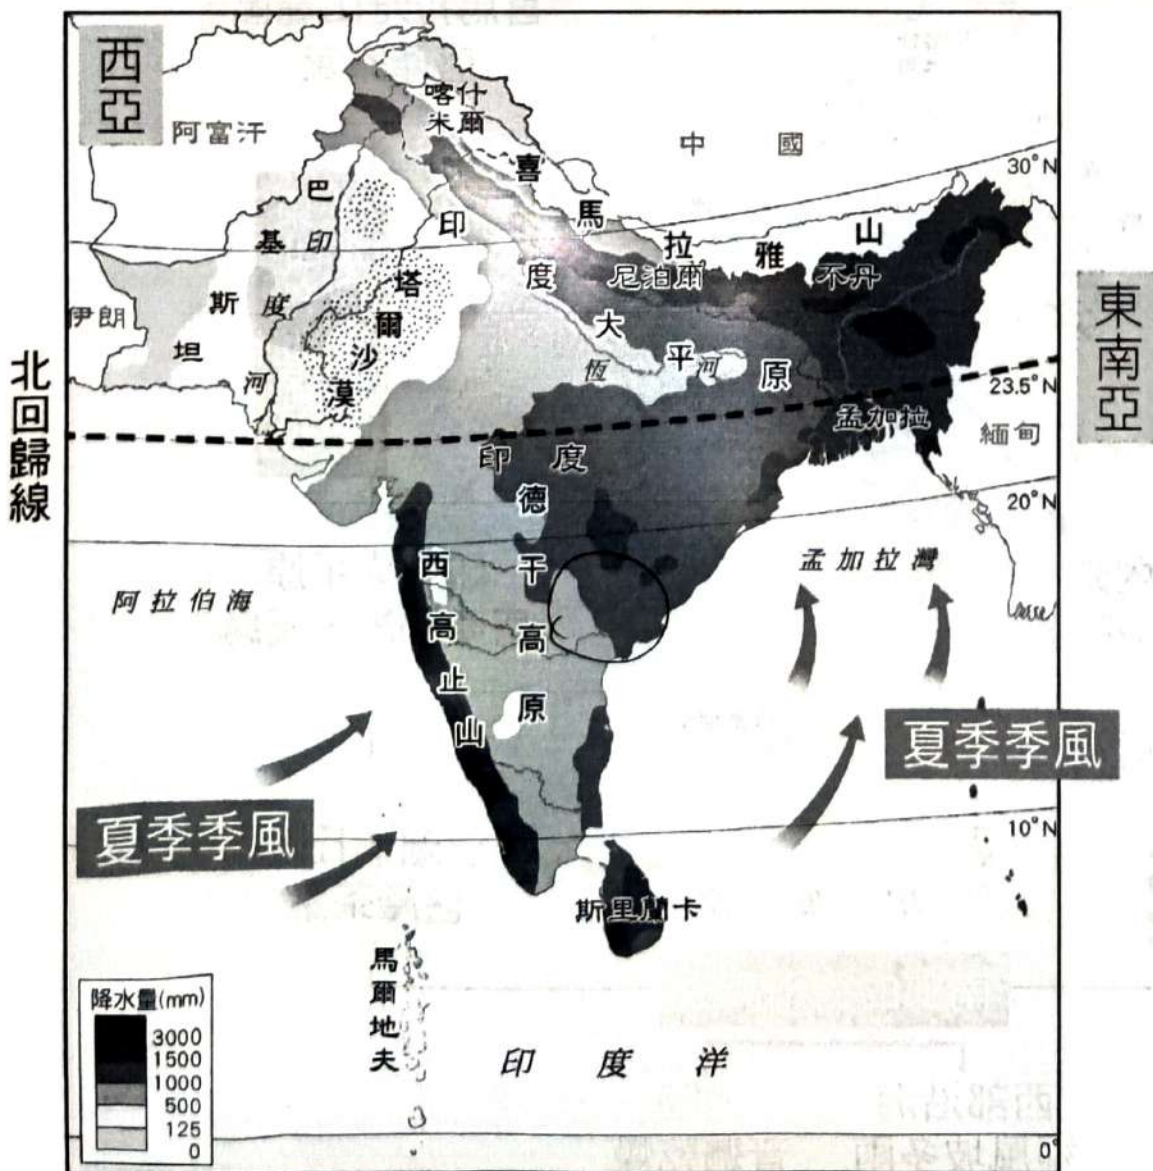 西亞
阿富汗
喀什
米爾
中國
30°N
喜馬拉雅山
巴基斯坦
印度河
印度大平原
塔爾沙漠
尼泊爾
不丹
伊朗
恆河
東南亞
北回歸線
23.5°N
孟加拉
緬甸
印度
20°N
德干高原
西高止山
阿拉伯海
孟加拉灣
夏季季風
夏季季風
10°N
斯里蘭卡
馬爾地夫
印度洋
降水量(mm)
3000
1500
1000
500
125
0
0°